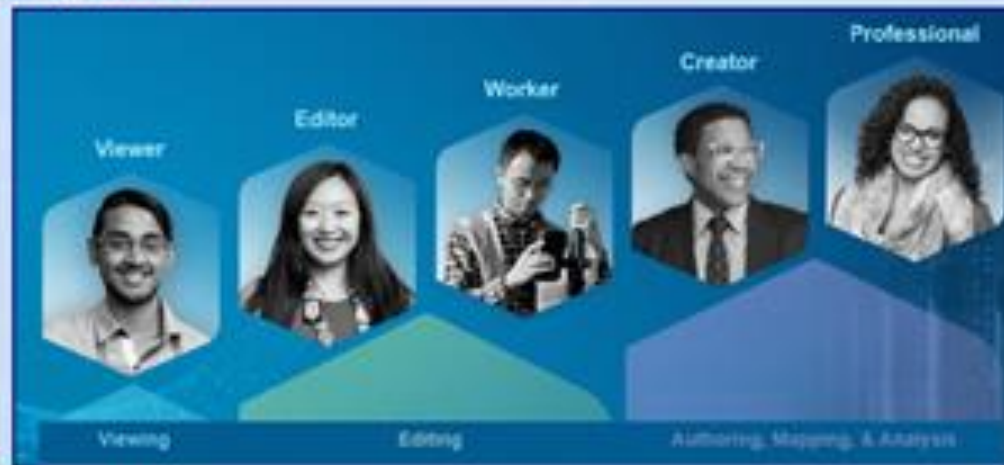 Professional
Creator
Worker
Editor
Viewer
Viewing
Editing
Authoring, Mapping, & Analysis